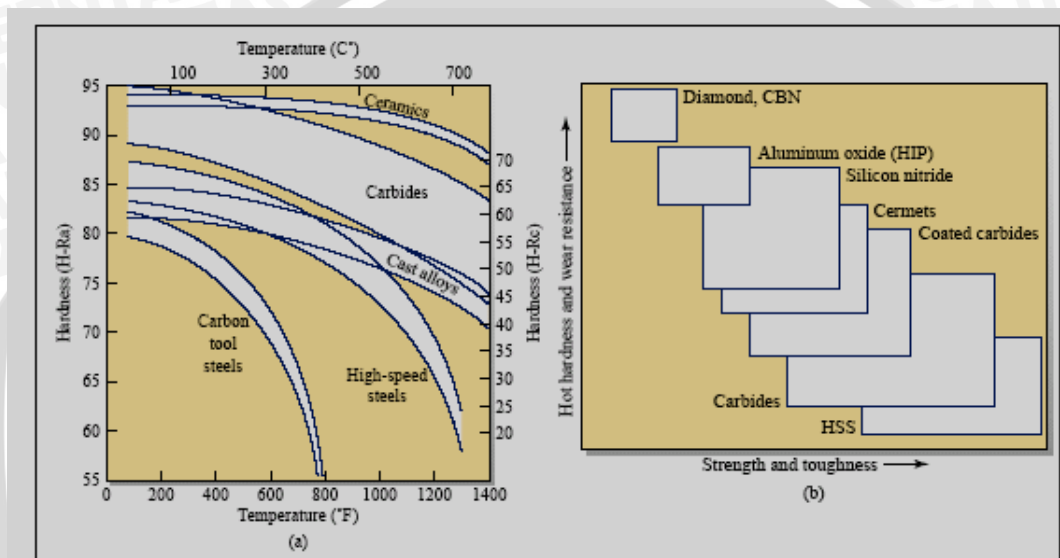 Temperature (C°)
100 300 500 700
95
90
85
80
75
70
65
60
55
Hardness (H-Ra)
Ceramics
Carbides
Cast alloys
Carbon
tool
steels
High-speed
steels
70
65
60
55
50
45
40
35
30
25
20
Hardness (H-Rc)
0 200 400 600 800 1000 1200 1400
Temperature (°F)
(a)
Hot hardness and wear resistance
Diamond, CBN
Aluminum oxide (HIP)
Silicon nitride
Cermets
Coated carbides
Carbides
HSS
Strength and toughness
(b)